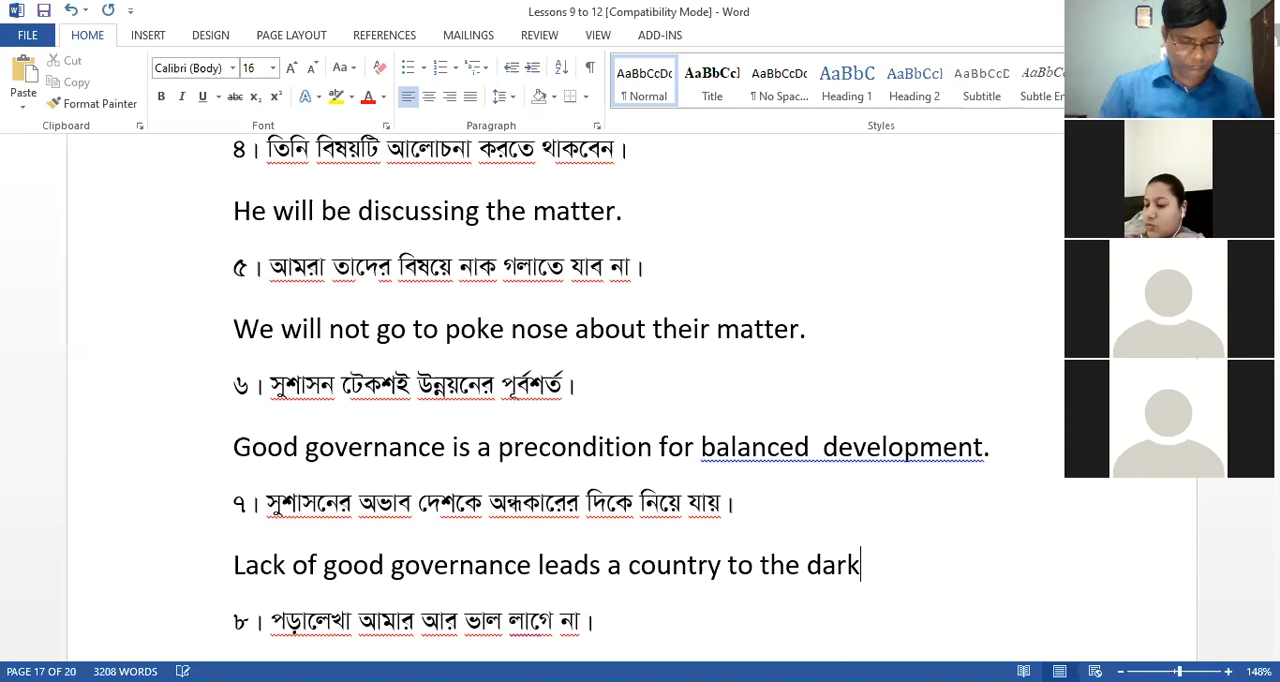 Lessons 9 to 12 [Compatibility Mode] - Word
FILE HOME INSERT DESIGN PAGE LAYOUT REFERENCES MAILINGS REVIEW VIEW ADD-INS
Paste Cut Copy Format Painter
Calibri (Body) 16
AaBbCcDc AaBbCcl AaBbCcDc AaBbC AaBbCcl AaBbCcD AaBbCcD
¶ Normal Title ¶ No Spac... Heading 1 Heading 2 Subtitle Subtle Em
Clipboard Font Paragraph Styles
৪। তিনি বিষয়টি আলোচনা করতে থাকবেন।
He will be discussing the matter.
৫। আমরা তাদের বিষয়ে নাক গলাতে যাব না।
We will not go to poke nose about their matter.
৬। সুশাসন টেকশই উন্নয়নের পূর্বশর্ত।
Good governance is a precondition for balanced development.
৭। সুশাসনের অভাব দেশকে অন্ধকারের দিকে নিয়ে যায়।
Lack of good governance leads a country to the dark
৮। পড়ালেখা আমার আর ভাল লাগে না।
PAGE 17 OF 20 3208 WORDS 148%